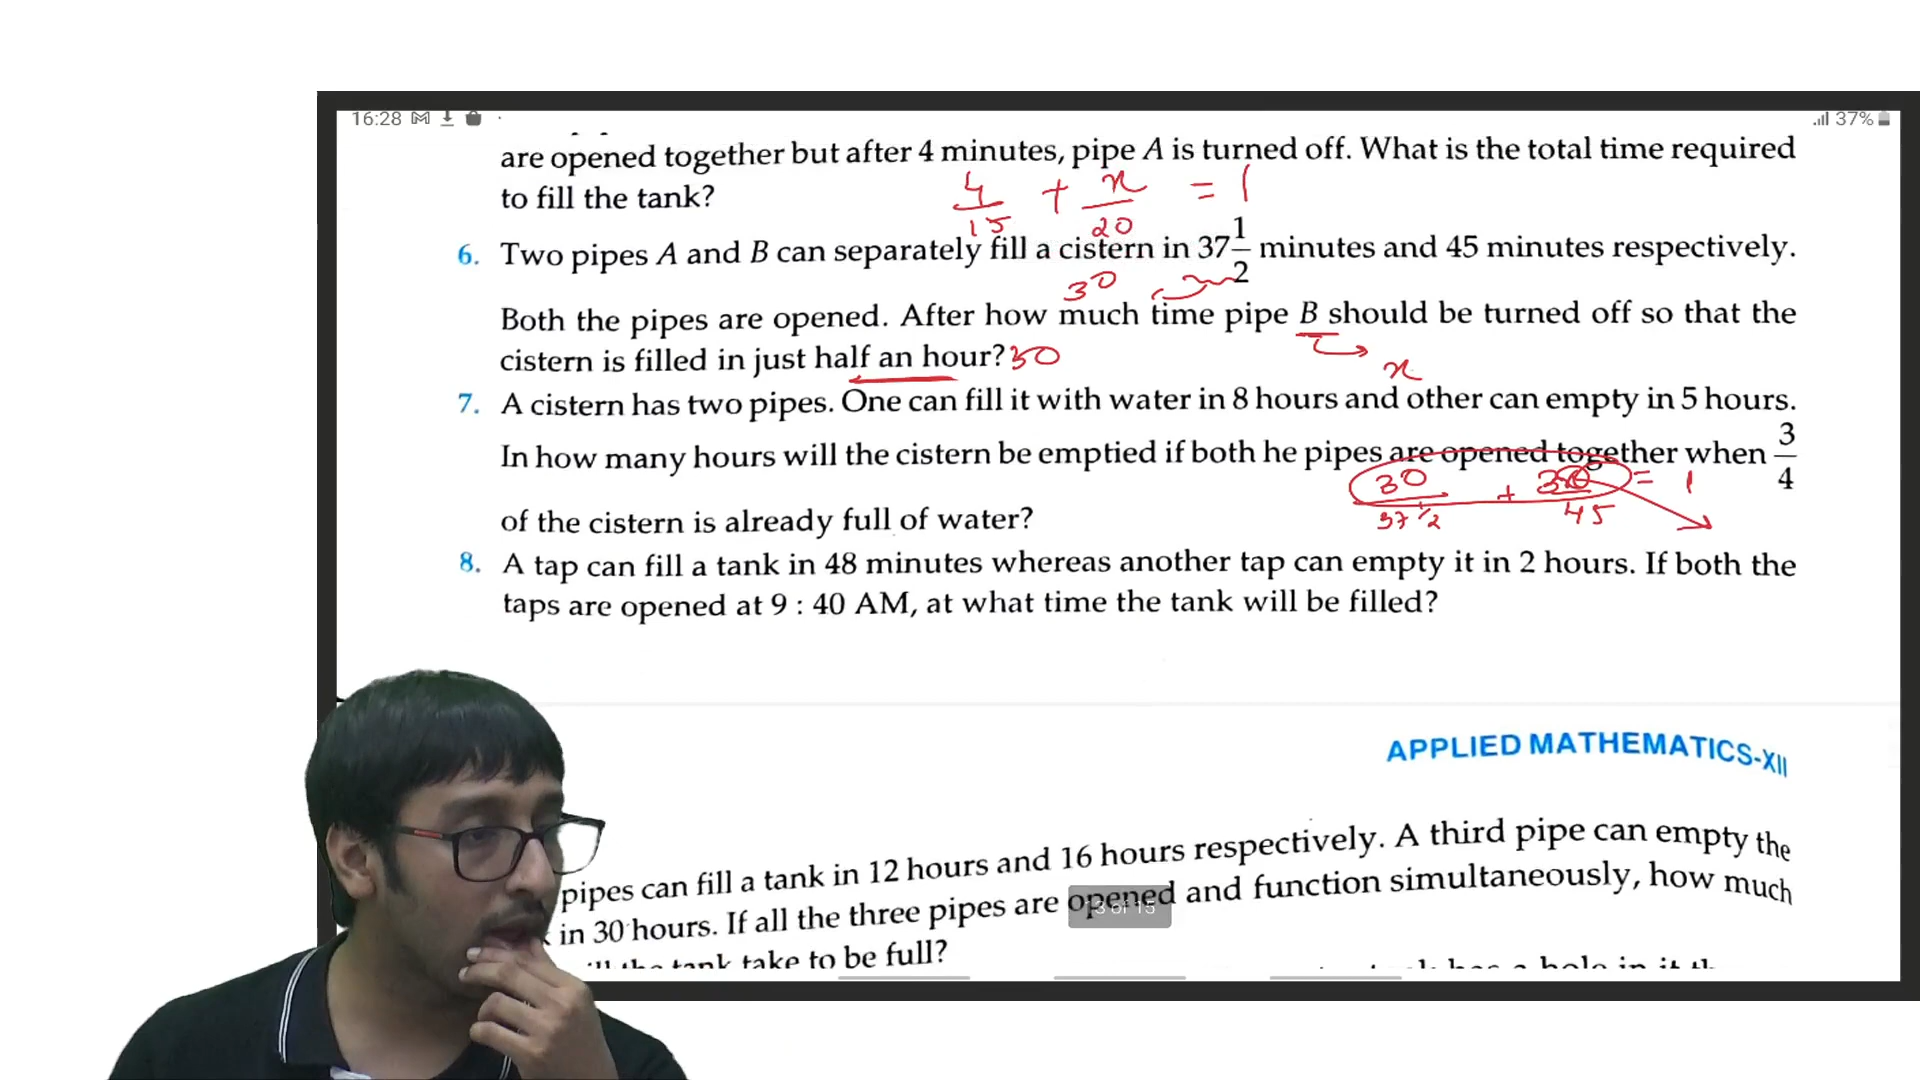 16:28
37%
are opened together but after 4 minutes, pipe A is turned off. What is the total time required
to fill the tank?
4/15 + x/20 = 1
6. Two pipes A and B can separately fill a cistern in 37 1/2 minutes and 45 minutes respectively.
30
Both the pipes are opened. After how much time pipe B should be turned off so that the
cistern is filled in just half an hour? 30
x
7. A cistern has two pipes. One can fill it with water in 8 hours and other can empty in 5 hours.
In how many hours will the cistern be emptied if both he pipes are opened together when 3/4
30/37 1/2 + /45 = 1
of the cistern is already full of water?
8. A tap can fill a tank in 48 minutes whereas another tap can empty it in 2 hours. If both the
taps are opened at 9 : 40 AM, at what time the tank will be filled?
APPLIED MATHEMATICS-XII
pipes can fill a tank in 12 hours and 16 hours respectively. A third pipe can empty the
in 30 hours. If all the three pipes are opened and function simultaneously, how much
13 of 15
tank take to be full?